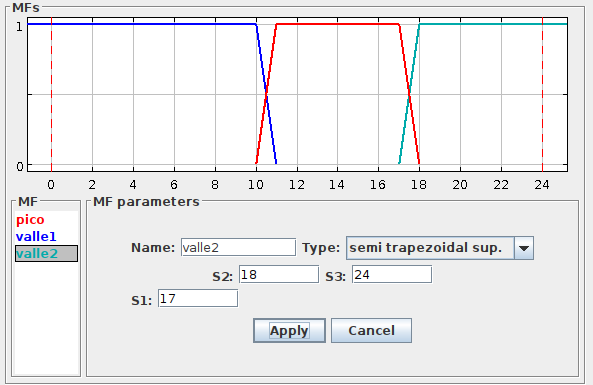 MFs
1
0
0 2 4 6 8 10 12 14 16 18 20 22 24
MF
pico
valle1
valle2
MF parameters
Name: valle2 Type: semi trapezoidal sup.
S2: 18 S3: 24
S1: 17
Apply Cancel